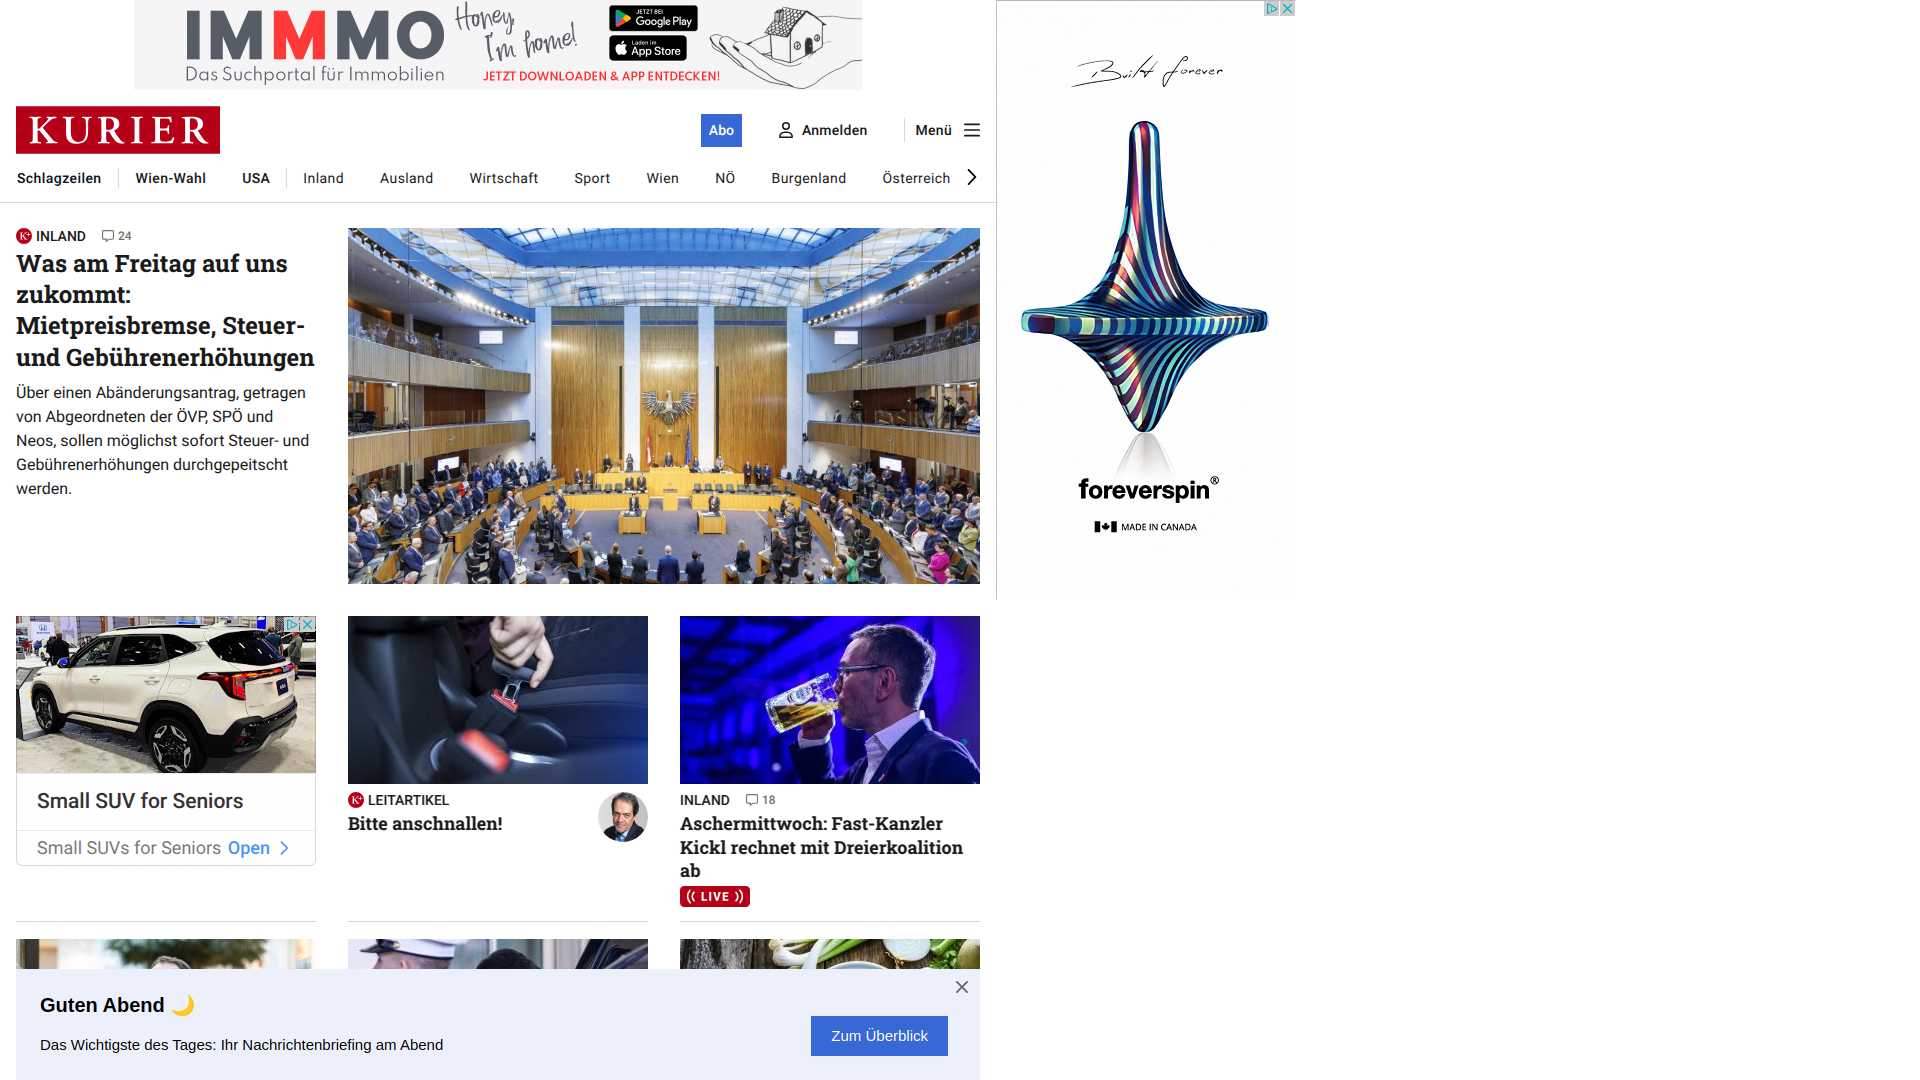 IMMMO
Das Suchportal für Immobilien
Honey,
I'm home!
JETZT BEI
Google Play
Laden im
App Store
JETZT DOWNLOADEN & APP ENTDECKEN!
KURIER
Abo
Anmelden
Menü
Schlagzeilen
Wien-Wahl
USA
Inland
Ausland
Wirtschaft
Sport
Wien
NÖ
Burgenland
Österreich
K+ INLAND 24
Was am Freitag auf uns
zukommt:
Mietpreisbremse, Steuer-
und Gebührenerhöhungen
Über einen Abänderungsantrag, getragen
von Abgeordneten der ÖVP, SPÖ und
Neos, sollen möglichst sofort Steuer- und
Gebührenerhöhungen durchgepeitscht
werden.
Built forever
foreverspin®
MADE IN CANADA
Small SUV for Seniors
Small SUVs for Seniors Open
K+ LEITARTIKEL
Bitte anschnallen!
INLAND 18
Aschermittwoch: Fast-Kanzler
Kickl rechnet mit Dreierkoalition
ab
LIVE
Guten Abend 🌙
Das Wichtigste des Tages: Ihr Nachrichtenbriefing am Abend
Zum Überblick